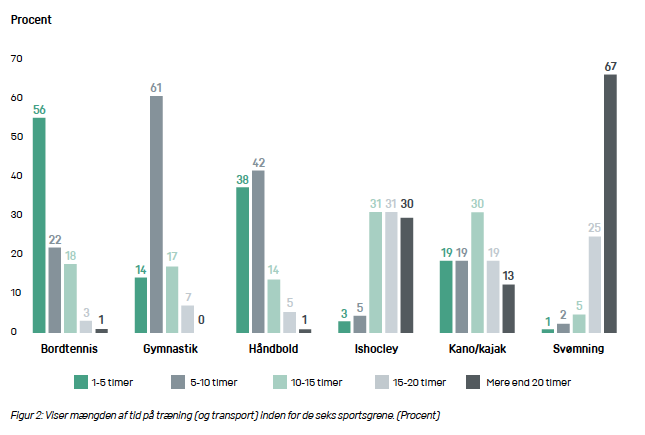 Procent
70
60
50
40
30
20
10
0
56 22 18 3 1
14 61 17 7 0
38 42 14 5 1
3 5 31 31 30
19 19 30 19 13
1 2 5 25 67
Bordtennis Gymnastik Håndbold Ishocley Kano/kajak Svømning
1-5 timer 5-10 timer 10-15 timer 15-20 timer Mere end 20 timer
Figur 2: Viser mængden af tid på træning (og transport) inden for de seks sportsgrene. (Procent)